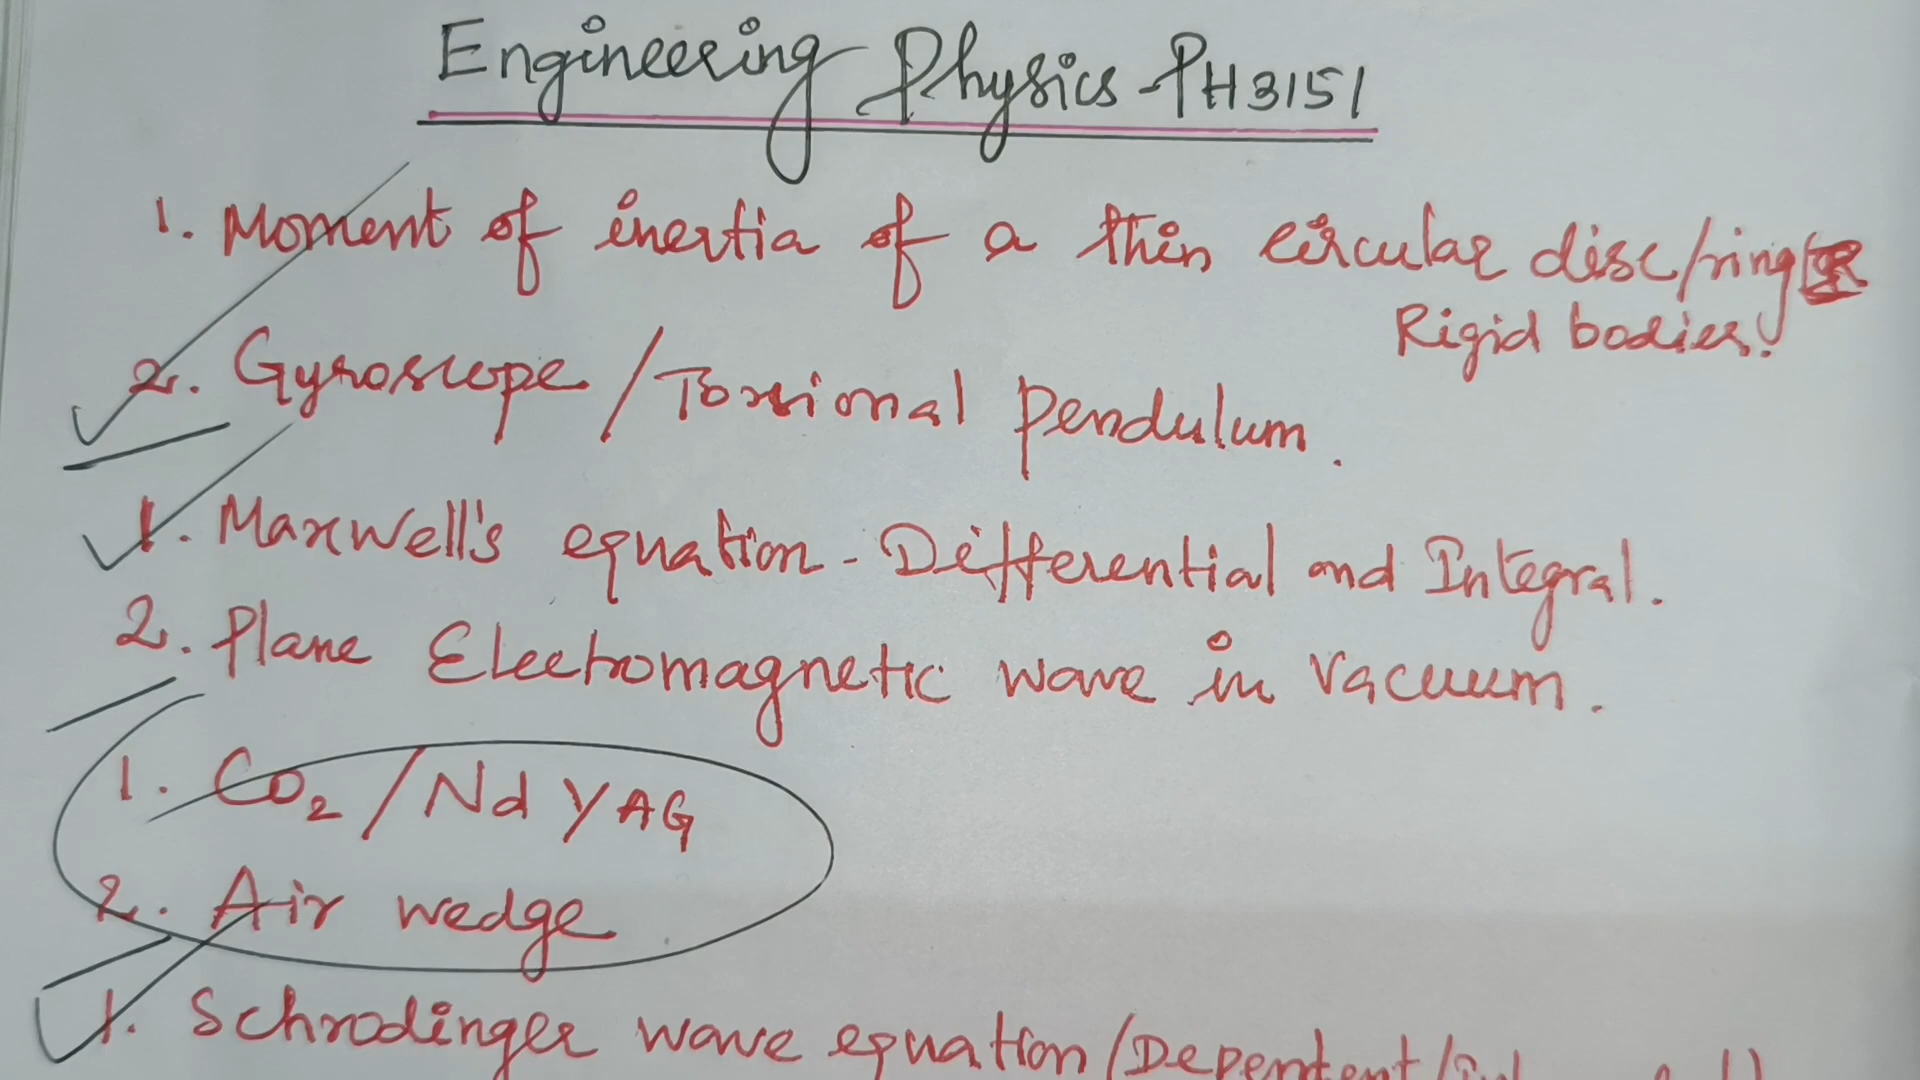 Engineering Physics - PH3151
1. Moment of inertia of a thin circular disc/ring
Rigid bodies!
2. Gyroscope / Torsional pendulum.
1. Maxwell's equation - Differential and Integral.
2. Plane Electromagnetic wave in Vacuum.
1. CO2 / Nd YAG
2. Air wedge
1. Schrodinger wave equation (Dependent/